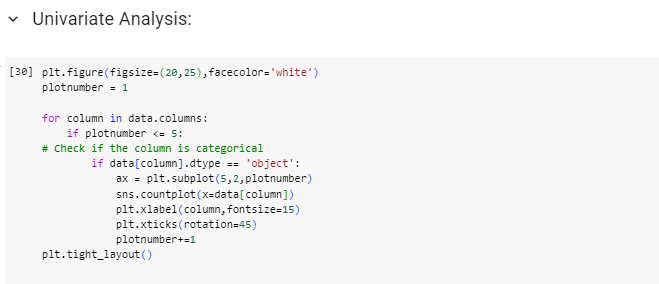 Univariate Analysis:
[30] plt.figure(figsize=(20,25),facecolor='white')
plotnumber = 1
for column in data.columns:
if plotnumber <= 5:
# Check if the column is categorical
if data[column].dtype == 'object':
ax = plt.subplot(5,2,plotnumber)
sns.countplot(x=data[column])
plt.xlabel(column,fontsize=15)
plt.xticks(rotation=45)
plotnumber+=1
plt.tight_layout()